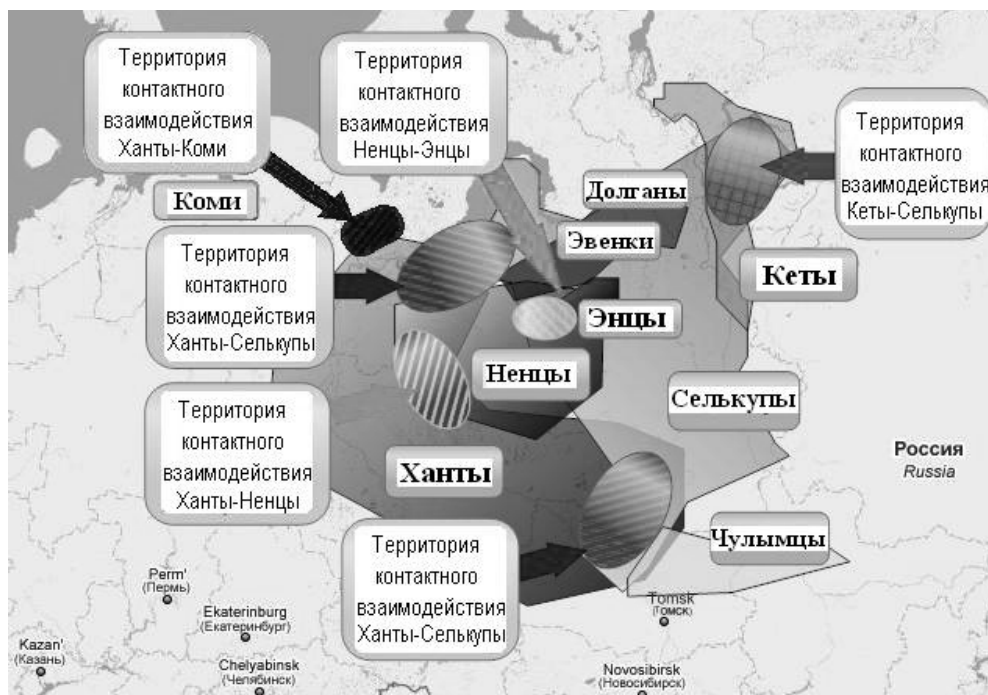 Территория
контактного
взаимодействия
Ханты-Коми
Территория
контактного
взаимодействия
Ненцы-Энцы
Территория
контактного
взаимодействия
Кеты-Селькупы
Коми
Долганы
Эвенки
Кеты
Территория
контактного
взаимодействия
Ханты-Селькупы
Энцы
Ненцы
Селькупы
Территория
контактного
взаимодействия
Ханты-Ненцы
Ханты
Россия
Russia
Чулымцы
Территория
контактного
взаимодействия
Ханты-Селькупы
Perm'
(Пермь)
Ekaterinburg
(Екатеринбург)
Tomsk
(Томск)
Kazan'
(Казань)
Chelyabinsk
(Челябинск)
Novosibirsk
(Новосибирск)